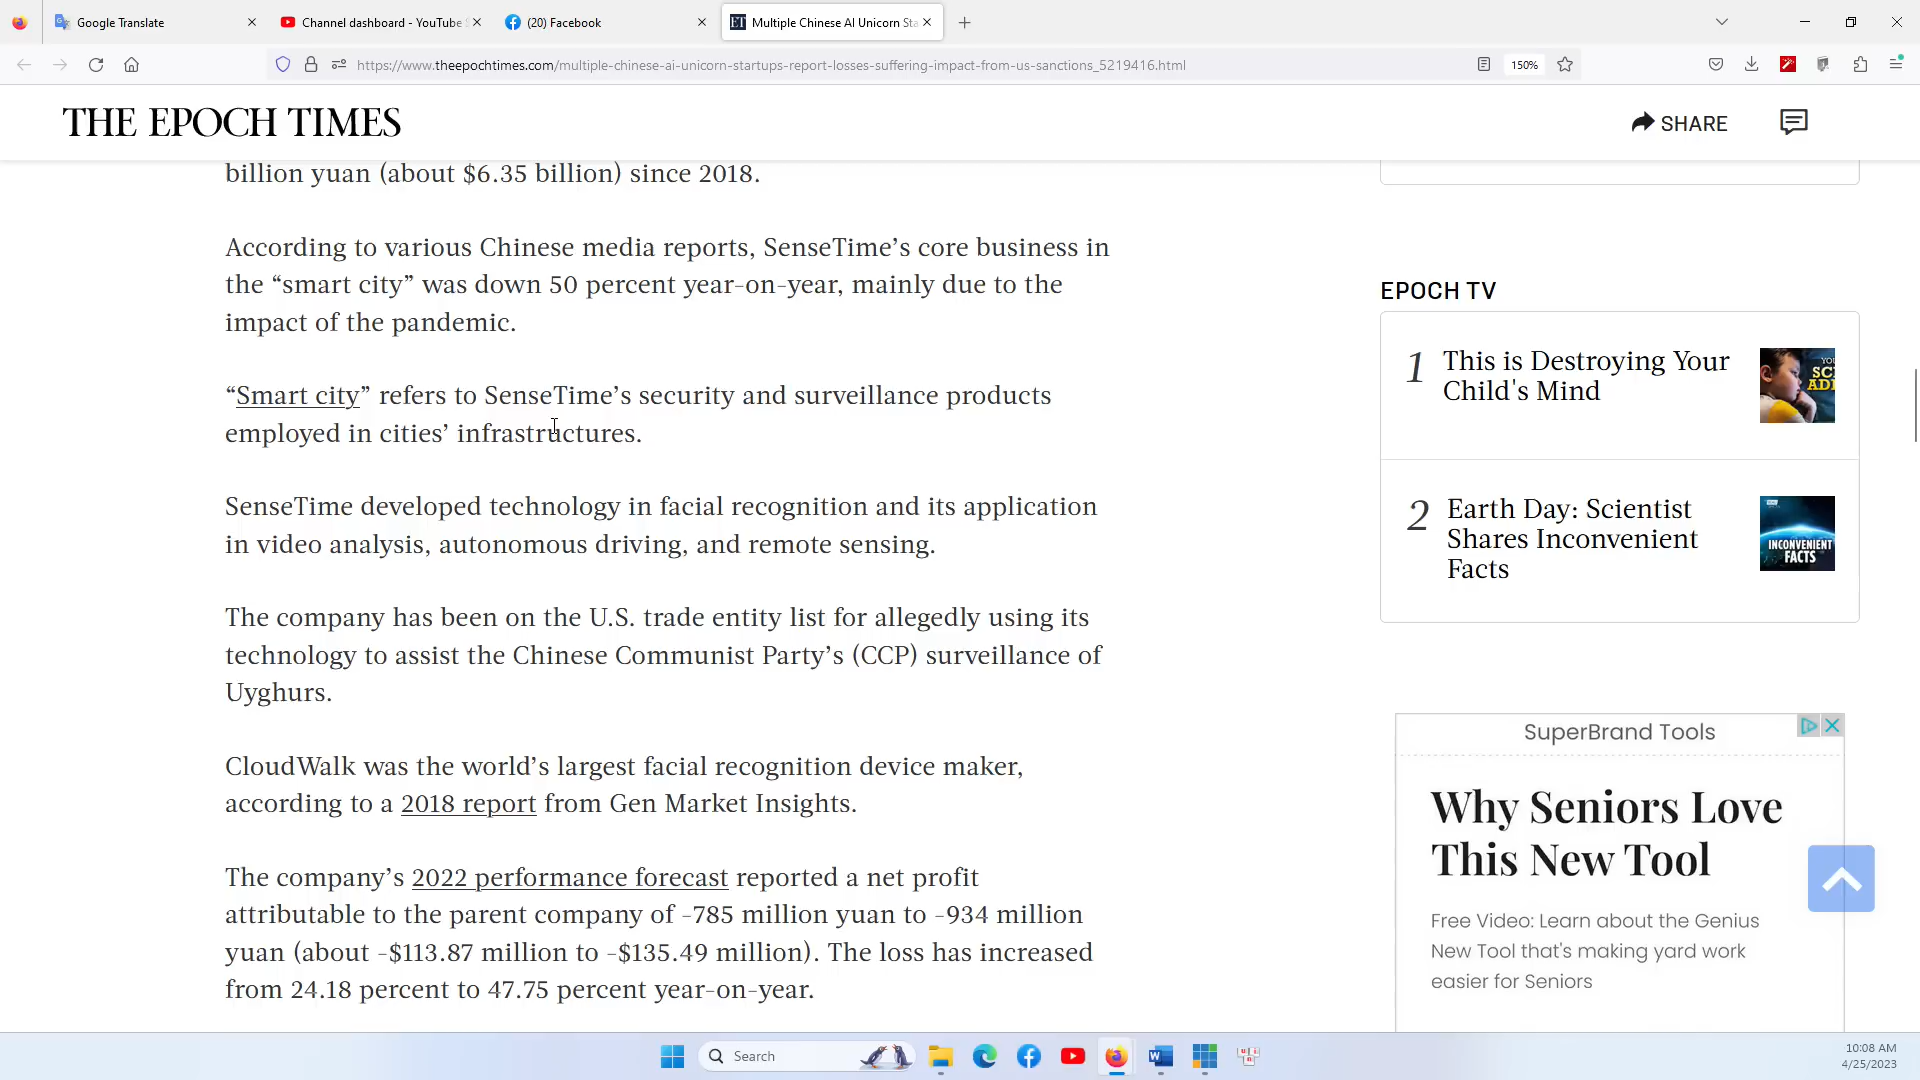 Google Translate
Channel dashboard - YouTube
(20) Facebook
Multiple Chinese AI Unicorn Sta
https://www.theepochtimes.com/multiple-chinese-ai-unicorn-startups-report-losses-suffering-impact-from-us-sanctions_5219416.html
150%
THE EPOCH TIMES
SHARE
billion yuan (about $6.35 billion) since 2018.
According to various Chinese media reports, SenseTime’s core business in
the “smart city” was down 50 percent year-on-year, mainly due to the
impact of the pandemic.
“Smart city” refers to SenseTime’s security and surveillance products
employed in cities’ infrastructures.
SenseTime developed technology in facial recognition and its application
in video analysis, autonomous driving, and remote sensing.
The company has been on the U.S. trade entity list for allegedly using its
technology to assist the Chinese Communist Party’s (CCP) surveillance of
Uyghurs.
CloudWalk was the world’s largest facial recognition device maker,
according to a 2018 report from Gen Market Insights.
The company’s 2022 performance forecast reported a net profit
attributable to the parent company of -785 million yuan to -934 million
yuan (about -$113.87 million to -$135.49 million). The loss has increased
from 24.18 percent to 47.75 percent year-on-year.
EPOCH TV
1
This is Destroying Your
Child's Mind
2
Earth Day: Scientist
Shares Inconvenient
Facts
INCONVENIENT
FACTS
SuperBrand Tools
Why Seniors Love
This New Tool
Free Video: Learn about the Genius
New Tool that's making yard work
easier for Seniors
Search
10:08 AM
4/25/2023